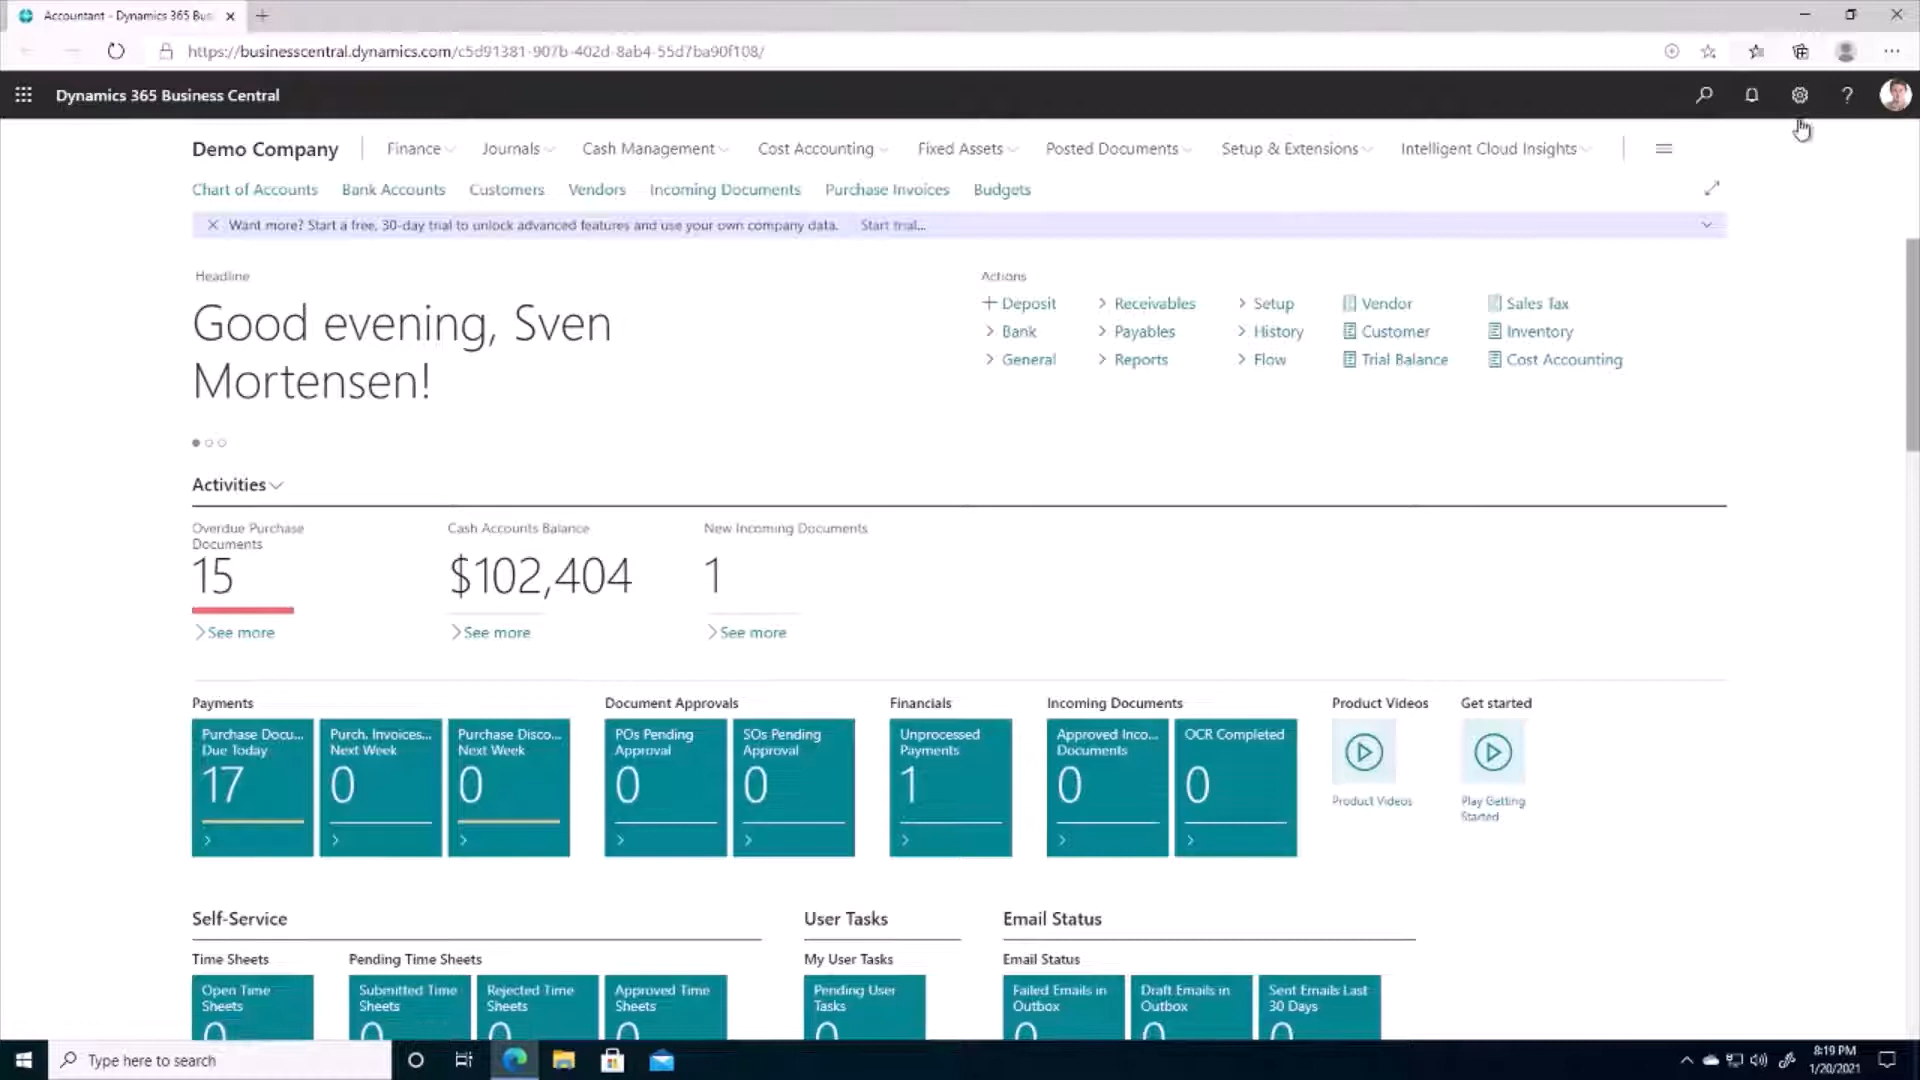 Accountant - Dynamics 365 Bus
https://businesscentral.dynamics.com/c5d91381-907b-402d-8ab4-55d7ba90f108/
Dynamics 365 Business Central
?
Demo Company
Finance
Journals
Cash Management
Cost Accounting
Fixed Assets
Posted Documents
Setup & Extensions
Intelligent Cloud Insights
Chart of Accounts
Bank Accounts
Customers
Vendors
Incoming Documents
Purchase Invoices
Budgets
Want more? Start a free, 30-day trial to unlock advanced features and use your own company data.
Start trial...
Headline
Good evening, Sven
Mortensen!
Actions
Deposit
Receivables
Setup
Vendor
Sales Tax
Bank
Payables
History
Customer
Inventory
General
Reports
Flow
Trial Balance
Cost Accounting
Activities
Overdue Purchase
Documents
15
See more
Cash Accounts Balance
$102,404
See more
New Incoming Documents
1
See more
Payments
Purchase Docu...
Due Today
17
Purch. Invoices...
Next Week
0
Purchase Disco...
Next Week
0
Document Approvals
POs Pending
Approval
0
SOs Pending
Approval
0
Financials
Unprocessed
Payments
1
Incoming Documents
Approved Inco...
Documents
0
OCR Completed
0
Product Videos
Product Videos
Get started
Play Getting
Started
Self-Service
Time Sheets
Open Time
Sheets
0
Pending Time Sheets
Submitted Time
Sheets
0
Rejected Time
Sheets
0
Approved Time
Sheets
0
User Tasks
My User Tasks
Pending User
Tasks
0
Email Status
Email Status
Failed Emails in
Outbox
0
Draft Emails in
Outbox
0
Sent Emails Last
30 Days
0
Type here to search
8:19 PM
1/20/2021